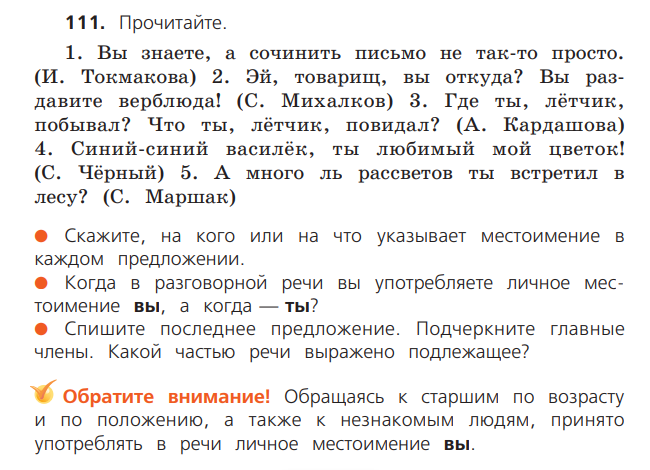 111. Прочитайте.
1. Вы знаете, а сочинить письмо не так-то просто.
(И. Токмакова) 2. Эй, товарищ, вы откуда? Вы раз-
давите верблюда! (С. Михалков) 3. Где ты, лётчик,
побывал? Что ты, лётчик, повидал? (А. Кардашова)
4. Синий-синий василёк, ты любимый мой цветок!
(С. Чёрный) 5. А много ль рассветов ты встретил в
лесу? (С. Маршак)
● Скажите, на кого или на что указывает местоимение в
каждом предложении.
● Когда в разговорной речи вы употребляете личное мес-
тоимение вы, а когда — ты?
● Спишите последнее предложение. Подчеркните главные
члены. Какой частью речи выражено подлежащее?
Обратите внимание! Обращаясь к старшим по возрасту
и по положению, а также к незнакомым людям, принято
употреблять в речи личное местоимение вы.